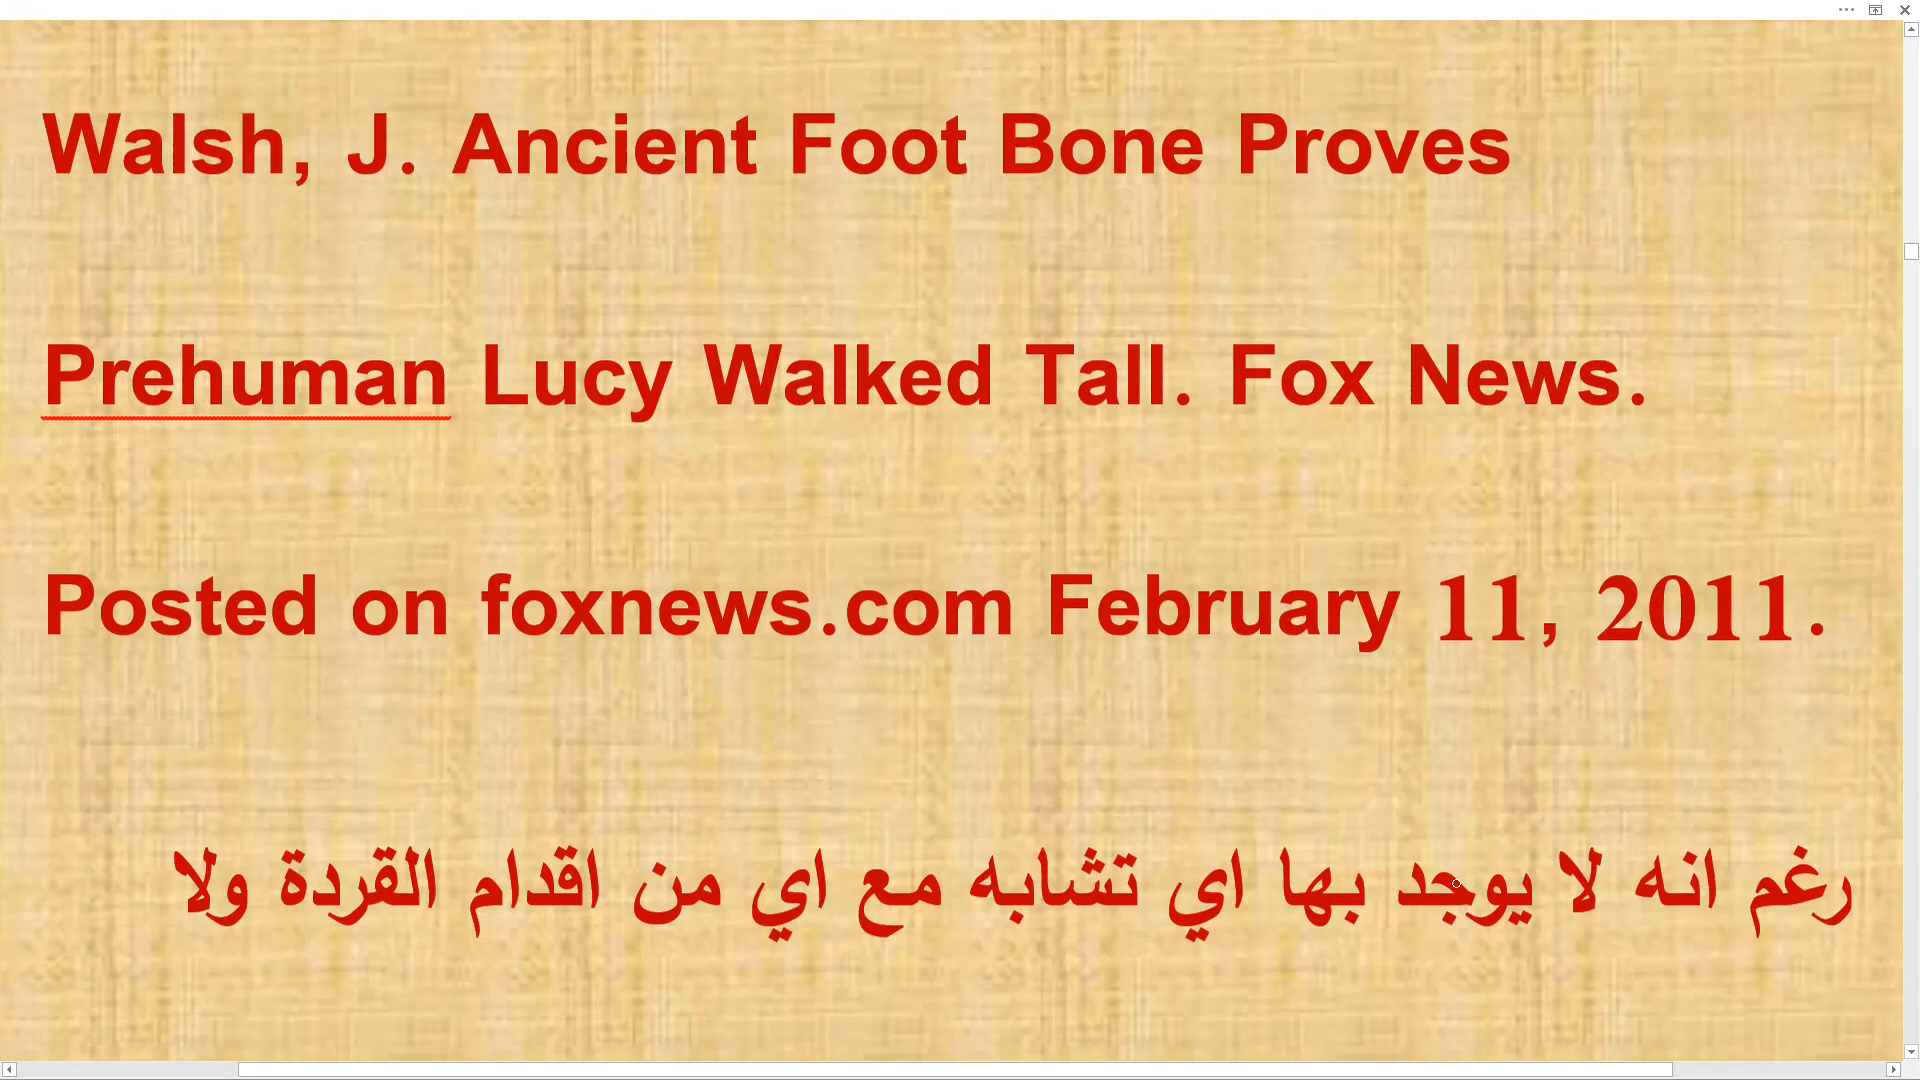 Walsh, J. Ancient Foot Bone Proves
Prehuman Lucy Walked Tall. Fox News.
Posted on foxnews.com February 11, 2011.
رغم انه لا يوجد بها اي تشابه مع اي من اقدام القردة ولا